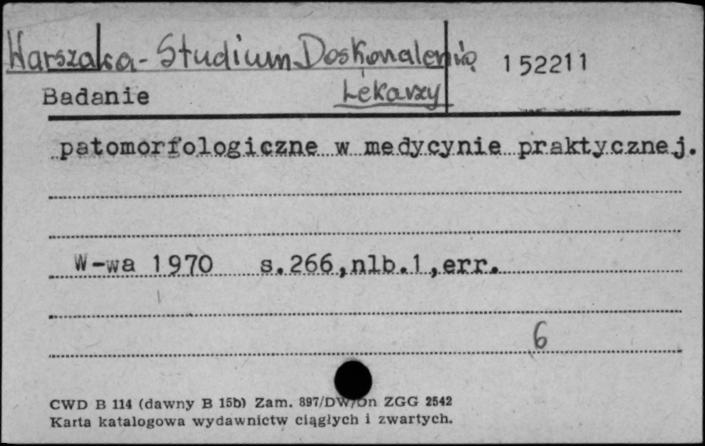 Warszawa - Studium Doskonalenia 152211
Badanie Lekarzy
patomorfologiczne w medycynie praktycznej.
W-wa 1970 s.266,nlb.1,err.
6
CWD B 114 (dawny B 15b) Zam. 897/DW/Dn ZGG 2542
Karta katalogowa wydawnictw ciągłych i zwartych.